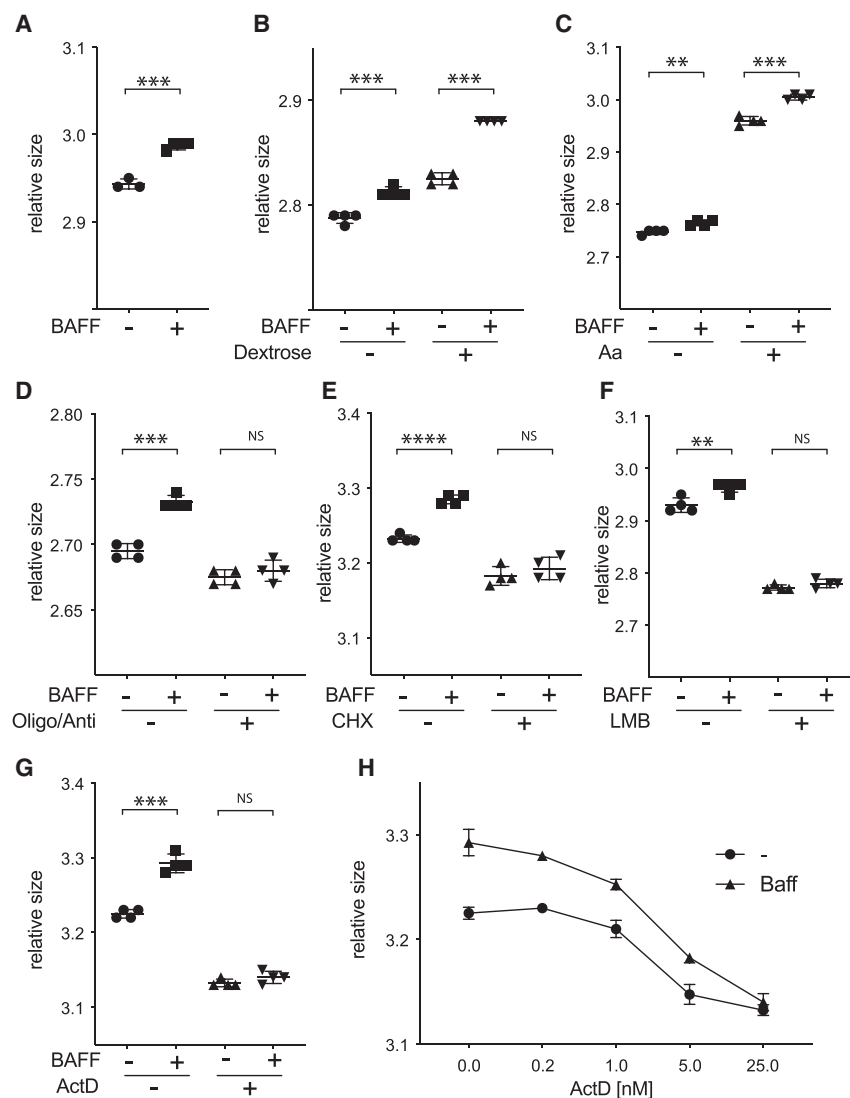 A
3.1
3.0
2.9
relative size
***
BAFF - +
B
2.9
2.8
relative size
*** ***
BAFF - + - +
Dextrose - +
C
3.1
3.0
2.9
2.8
2.7
relative size
** ***
BAFF - + - +
Aa - +
D
2.80
2.75
2.70
2.65
relative size
*** NS
BAFF - + - +
Oligo/Anti - +
E
3.4
3.3
3.2
3.1
relative size
**** NS
BAFF - + - +
CHX - +
F
3.1
3.0
2.9
2.8
2.7
relative size
** NS
BAFF - + - +
LMB - +
G
3.4
3.3
3.2
3.1
relative size
*** NS
BAFF - + - +
ActD - +
H
3.3
3.2
3.1
relative size
-
Baff
0.0 0.2 1.0 5.0 25.0
ActD [nM]